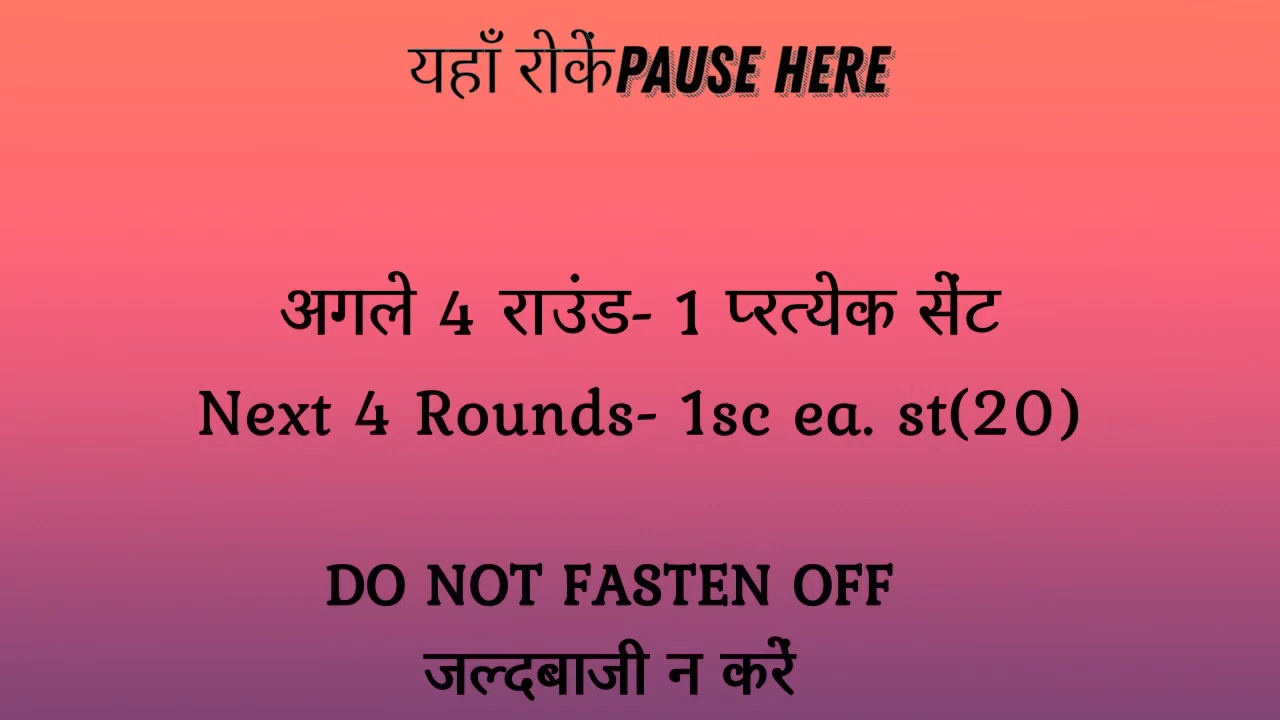 यहाँ रोकेंPAUSE HERE
अगले 4 राउंड- 1 प्रत्येक सेंट
Next 4 Rounds- 1sc ea. st(20)
DO NOT FASTEN OFF
जल्दबाजी न करें